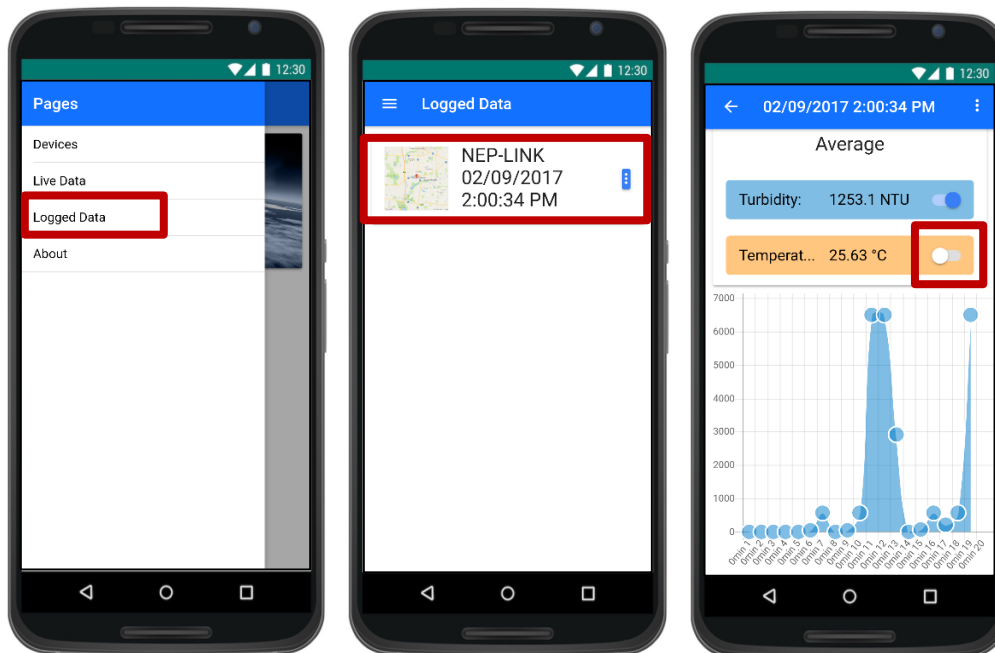 12:30
Pages
Devices
Live Data
Logged Data
About
12:30
Logged Data
NEP-LINK
02/09/2017
2:00:34 PM
12:30
02/09/2017 2:00:34 PM
Average
Turbidity: 1253.1 NTU
Temperat... 25.63 °C
7000
6000
5000
4000
3000
2000
1000
0
0min 1
0min 2
0min 3
0min 4
0min 5
0min 6
0min 7
0min 8
0min 9
0min 10
0min 11
0min 12
0min 13
0min 14
0min 15
0min 16
0min 17
0min 18
0min 19
0min 20